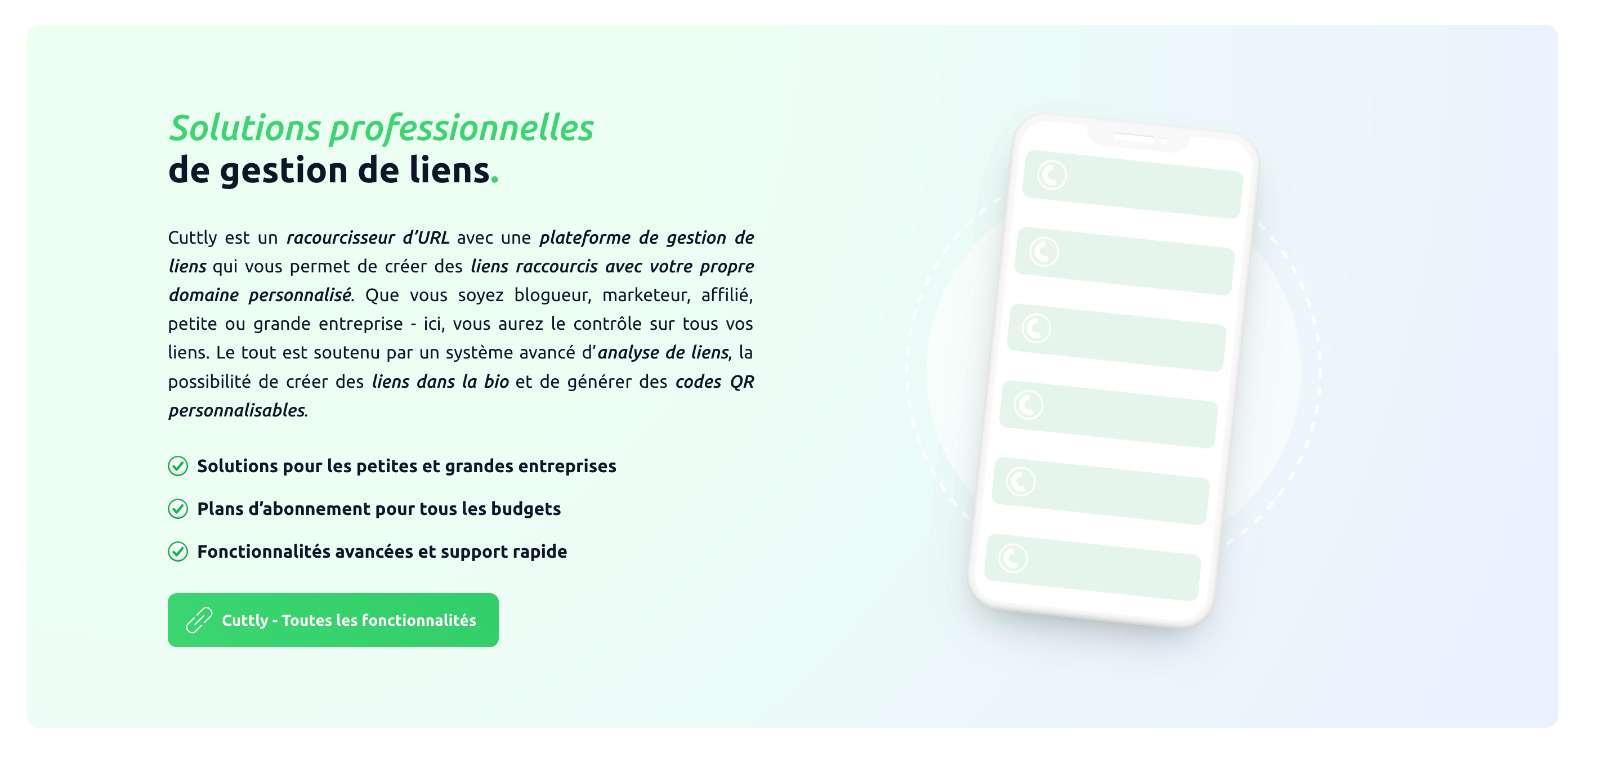 Solutions professionnelles
de gestion de liens.
Cuttly est un racourcisseur d’URL avec une plateforme de gestion de
liens qui vous permet de créer des liens raccourcis avec votre propre
domaine personnalisé. Que vous soyez blogueur, marketeur, affilié,
petite ou grande entreprise - ici, vous aurez le contrôle sur tous vos
liens. Le tout est soutenu par un système avancé d’analyse de liens, la
possibilité de créer des liens dans la bio et de générer des codes QR
personnalisables.
Solutions pour les petites et grandes entreprises
Plans d’abonnement pour tous les budgets
Fonctionnalités avancées et support rapide
Cuttly - Toutes les fonctionnalités